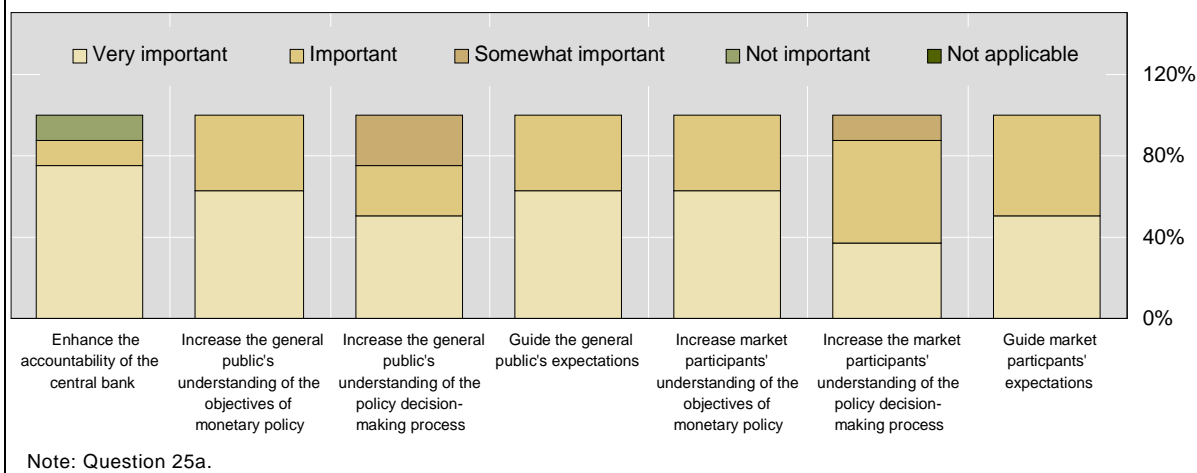 Very important Important Somewhat important Not important Not applicable
120%
80%
40%
0%
Enhance the
accountability of the
central bank
Increase the general
public's
understanding of the
objectives of
monetary policy
Increase the general
public's
understanding of the
policy decision-
making process
Guide the general
public's expectations
Increase market
participants'
understanding of the
objectives of
monetary policy
Increase the market
participants'
understanding of the
policy decision-
making process
Guide market
particpants'
expectations
Note: Question 25a.